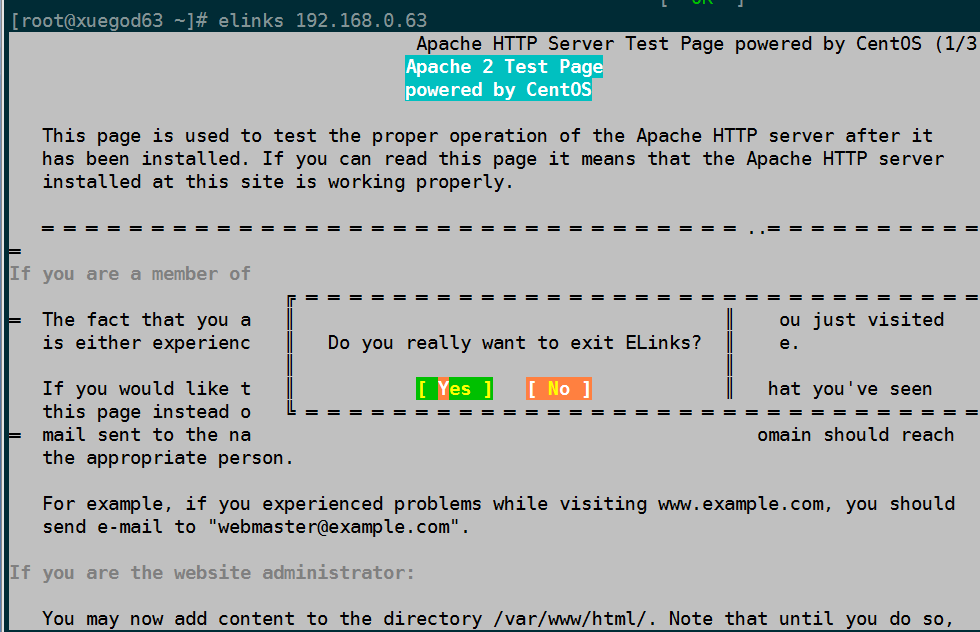 [ OK ]
[root@xuegod63 ~]# elinks 192.168.0.63
Apache HTTP Server Test Page powered by CentOS (1/3
Apache 2 Test Page
powered by CentOS
This page is used to test the proper operation of the Apache HTTP server after it
has been installed. If you can read this page it means that the Apache HTTP server
installed at this site is working properly.
If you are a member of
The fact that you a
ou just visited
is either experienc
Do you really want to exit ELinks?
e.
If you would like t
[ Yes ] [ No ]
hat you've seen
this page instead o
mail sent to the na
omain should reach
the appropriate person.
For example, if you experienced problems while visiting www.example.com, you should
send e-mail to "webmaster@example.com".
If you are the website administrator:
You may now add content to the directory /var/www/html/. Note that until you do so,